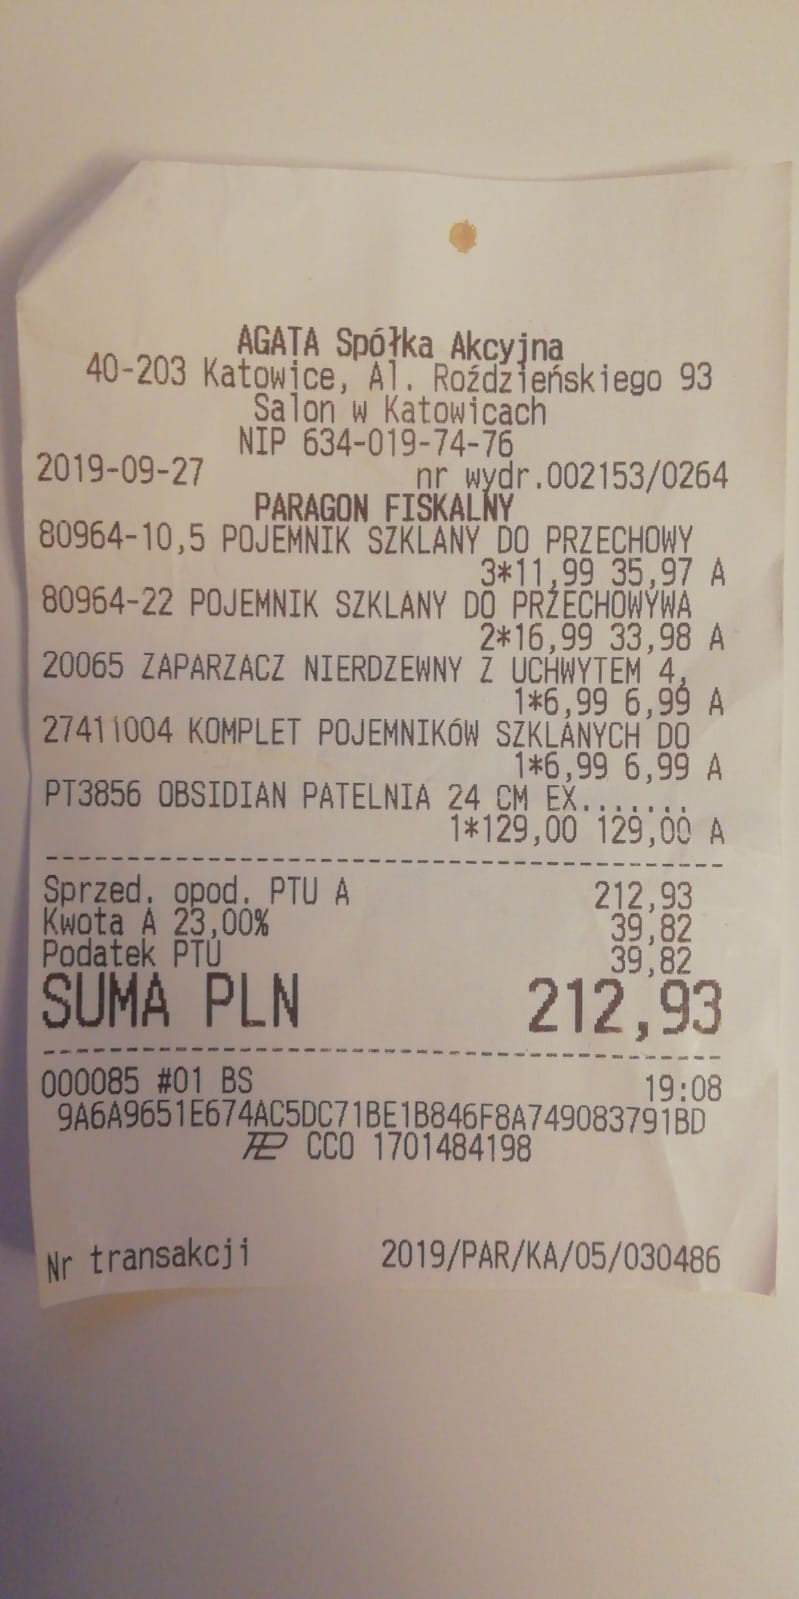 AGATA Spółka Akcyjna
40-203 Katowice, Al. Roździeńskiego 93
Salon w Katowicach
NIP 634-019-74-76
2019-09-27 nr wydr.002153/0264
PARAGON FISKALNY
80964-10,5 POJEMNIK SZKLANY DO PRZECHOWY
3*11,99 35,97 A
80964-22 POJEMNIK SZKLANY DO PRZECHOWYWA
2*16,99 33,98 A
20065 ZAPARZACZ NIERDZEWNY Z UCHWYTEM 4,
1*6,99 6,99 A
27411004 KOMPLET POJEMNIKÓW SZKLANYCH DO
1*6,99 6,99 A
PT3856 OBSIDIAN PATELNIA 24 CM EX.......
1*129,00 129,00 A
Sprzed. opod. PTU A 212,93
Kwota A 23,00% 39,82
Podatek PTU 39,82
SUMA PLN 212,93
000085 #01 BS 19:08
9A6A9651E674AC5DC71BE1B846F8A749083791BD
CCO 1701484198
Nr transakcji 2019/PAR/KA/05/030486